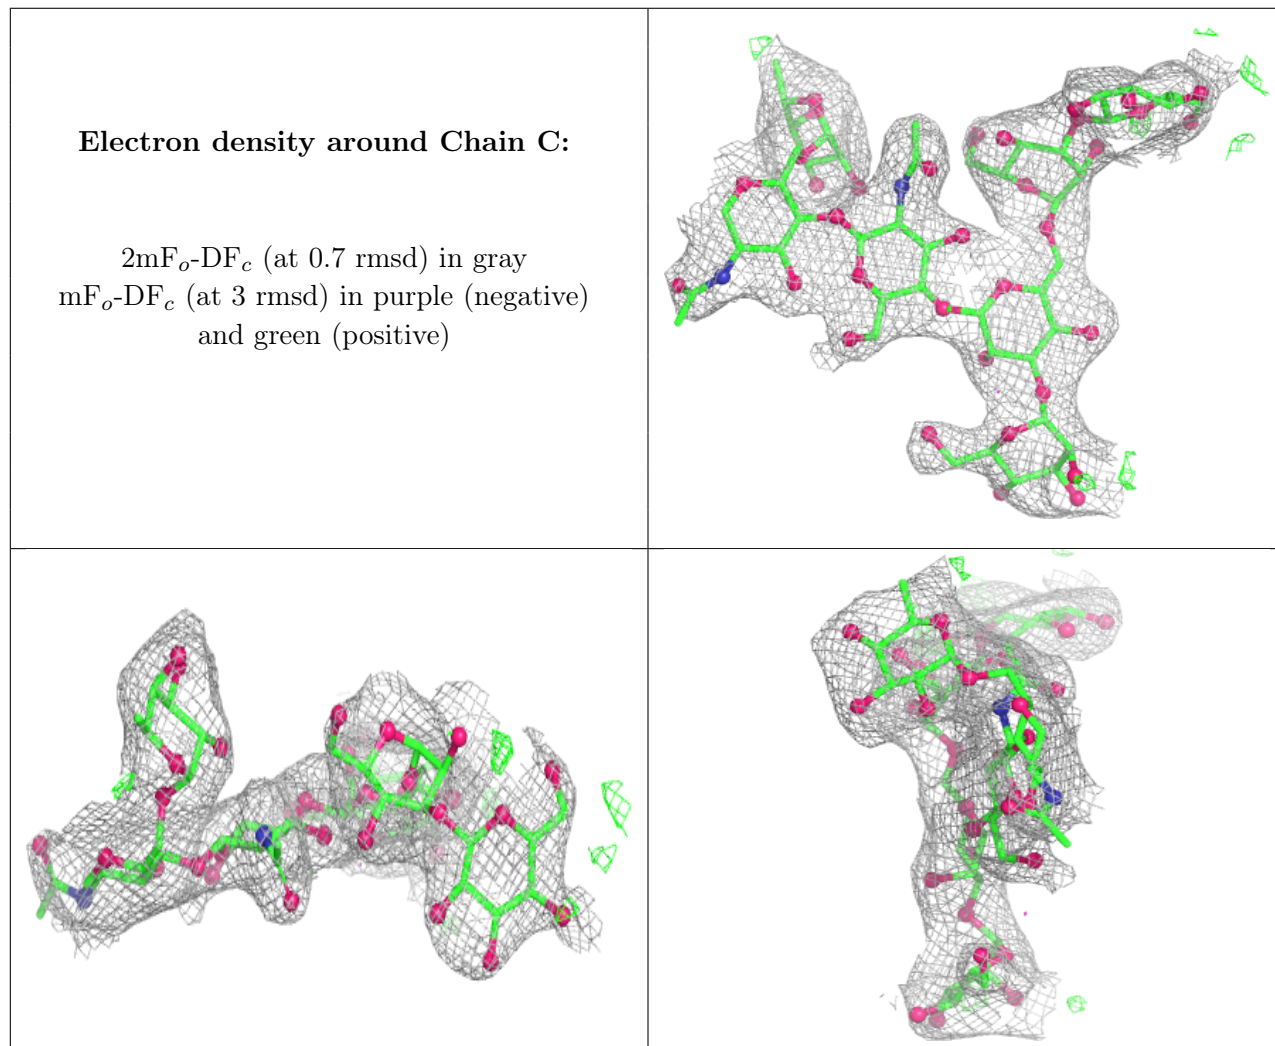 Electron density around Chain C:
2mFₒ-DF𝒸 (at 0.7 rmsd) in gray
mFₒ-DF𝒸 (at 3 rmsd) in purple (negative)
and green (positive)